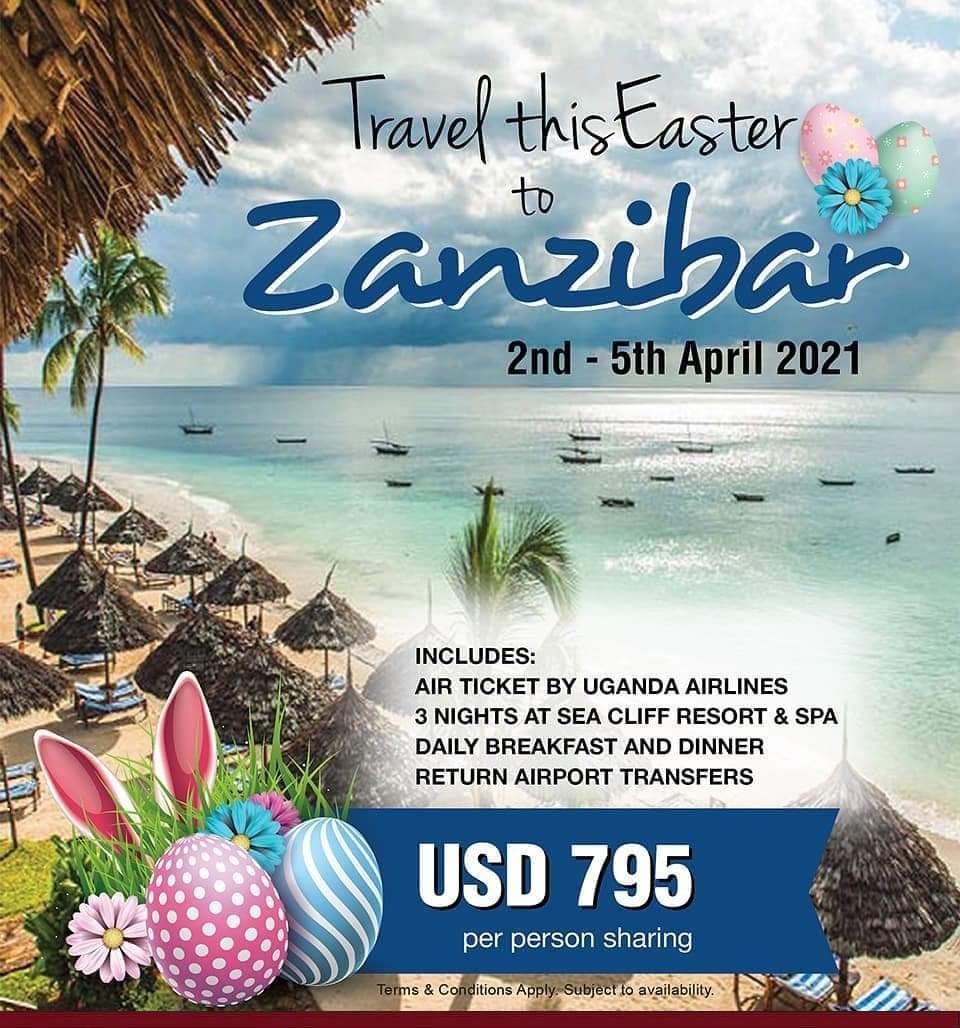 Travel this Easter
to
Zanzibar
2nd - 5th April 2021
INCLUDES:
AIR TICKET BY UGANDA AIRLINES
3 NIGHTS AT SEA CLIFF RESORT & SPA
DAILY BREAKFAST AND DINNER
RETURN AIRPORT TRANSFERS
USD 795
per person sharing
Terms & Conditions Apply. Subject to availability.